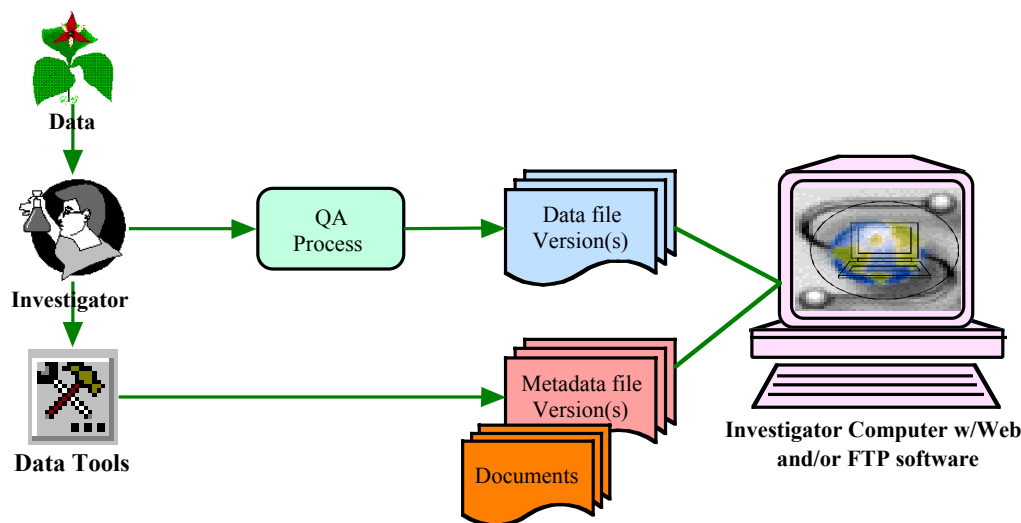 Data
Investigator
QA
Process
Data file
Version(s)
Data Tools
Metadata file
Version(s)
Documents
Investigator Computer w/Web
and/or FTP software